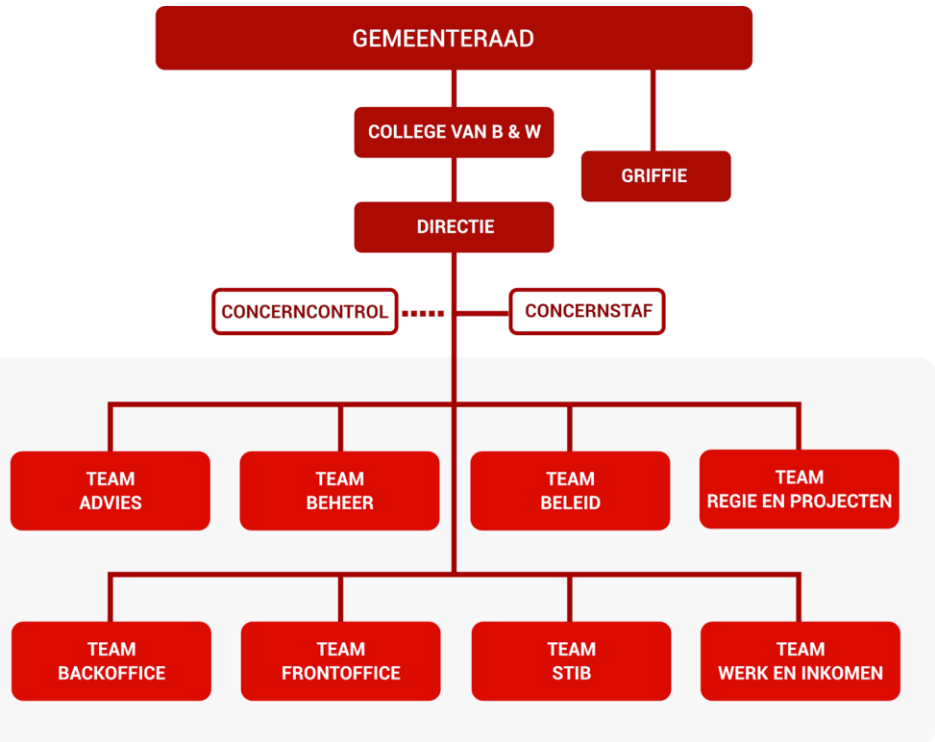 GEMEENTERAAD
COLLEGE VAN B & W
GRIFFIE
DIRECTIE
CONCERNCONTROL
CONCERNSTAF
TEAM
ADVIES
TEAM
BEHEER
TEAM
BELEID
TEAM
REGIE EN PROJECTEN
TEAM
BACKOFFICE
TEAM
FRONTOFFICE
TEAM
STIB
TEAM
WERK EN INKOMEN